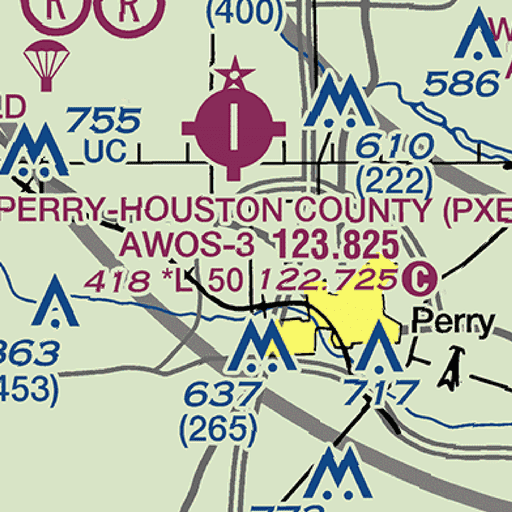 R R
(400)
586
755
UC
610
(222)
PERRY-HOUSTON COUNTY (PXE
AWOS-3 123.825
418 *L 50 122.725 C
Perry
363
453)
637
(265)
717